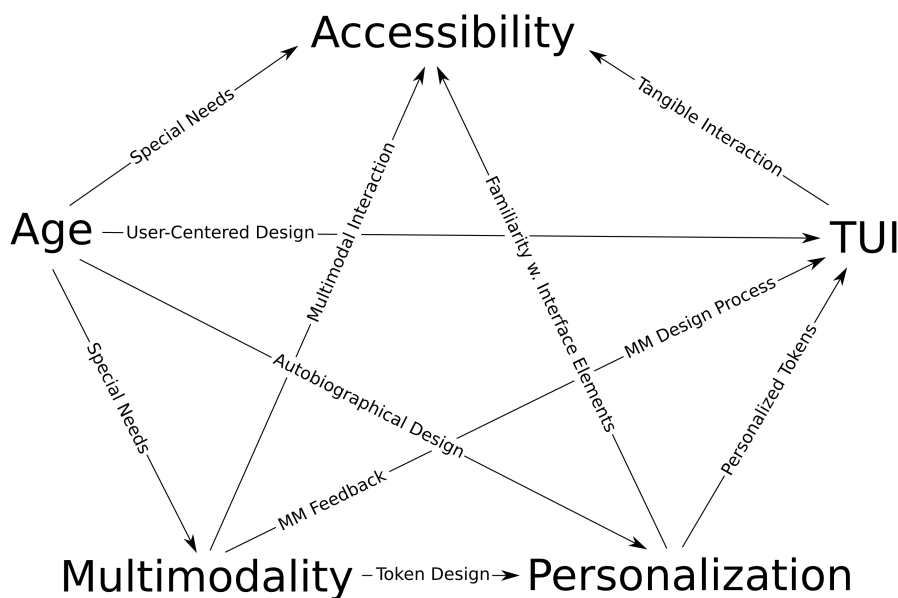 Accessibility
Special Needs
Tangible Interaction
Multimodal Interaction
Familiarity w. Interface Elements
Age
User-Centered Design
TUI
MM Design Process
Personalized Tokens
Special Needs
Autobiographical Design
MM Feedback
Multimodality
Token Design
Personalization